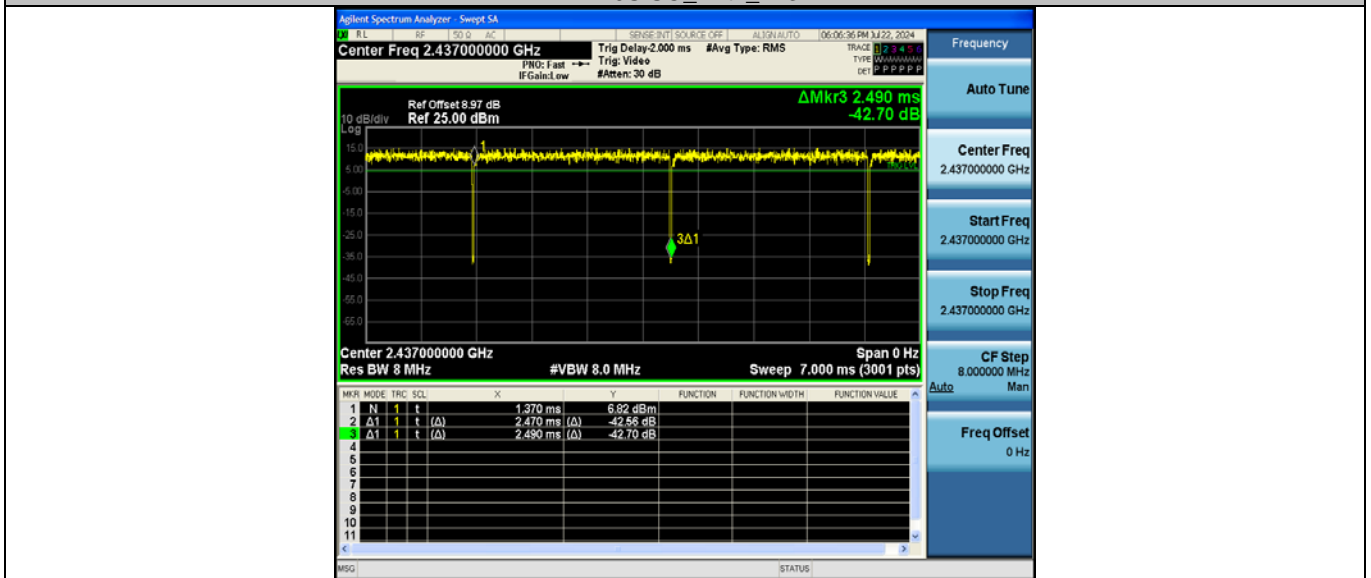 Agilent Spectrum Analyzer - Swept SA
RL RF 50 Ω AC SENSE:INT SOURCE OFF ALIGN AUTO 06:06:36 PM Jul 22, 2024
Center Freq 2.437000000 GHz Trig Delay-2.000 ms #Avg Type: RMS TRACE 1 2 3 4 5 6
PNO: Fast Trig: Video TYPE
IFGain:Low #Atten: 30 dB DET P P P P P P
ΔMkr3 2.490 ms
-42.70 dB
Ref Offset 8.97 dB
10 dB/div Ref 25.00 dBm
Log
15.0
5.00
-5.00
-15.0
-25.0
-35.0
-45.0
-55.0
-65.0
1
3Δ1
Center 2.437000000 GHz Span 0 Hz
Res BW 8 MHz #VBW 8.0 MHz Sweep 7.000 ms (3001 pts)
MKR MODE TRC SCL X Y FUNCTION FUNCTION WIDTH FUNCTION VALUE
1 N 1 t 1.370 ms 6.82 dBm
2 Δ1 1 t (Δ) 2.470 ms (Δ) -42.56 dB
3 Δ1 1 t (Δ) 2.490 ms (Δ) -42.70 dB
4
5
6
7
8
9
10
11
MSG STATUS
Frequency
Auto Tune
Center Freq
2.437000000 GHz
Start Freq
2.437000000 GHz
Stop Freq
2.437000000 GHz
CF Step
8.000000 MHz
Auto Man
Freq Offset
0 Hz